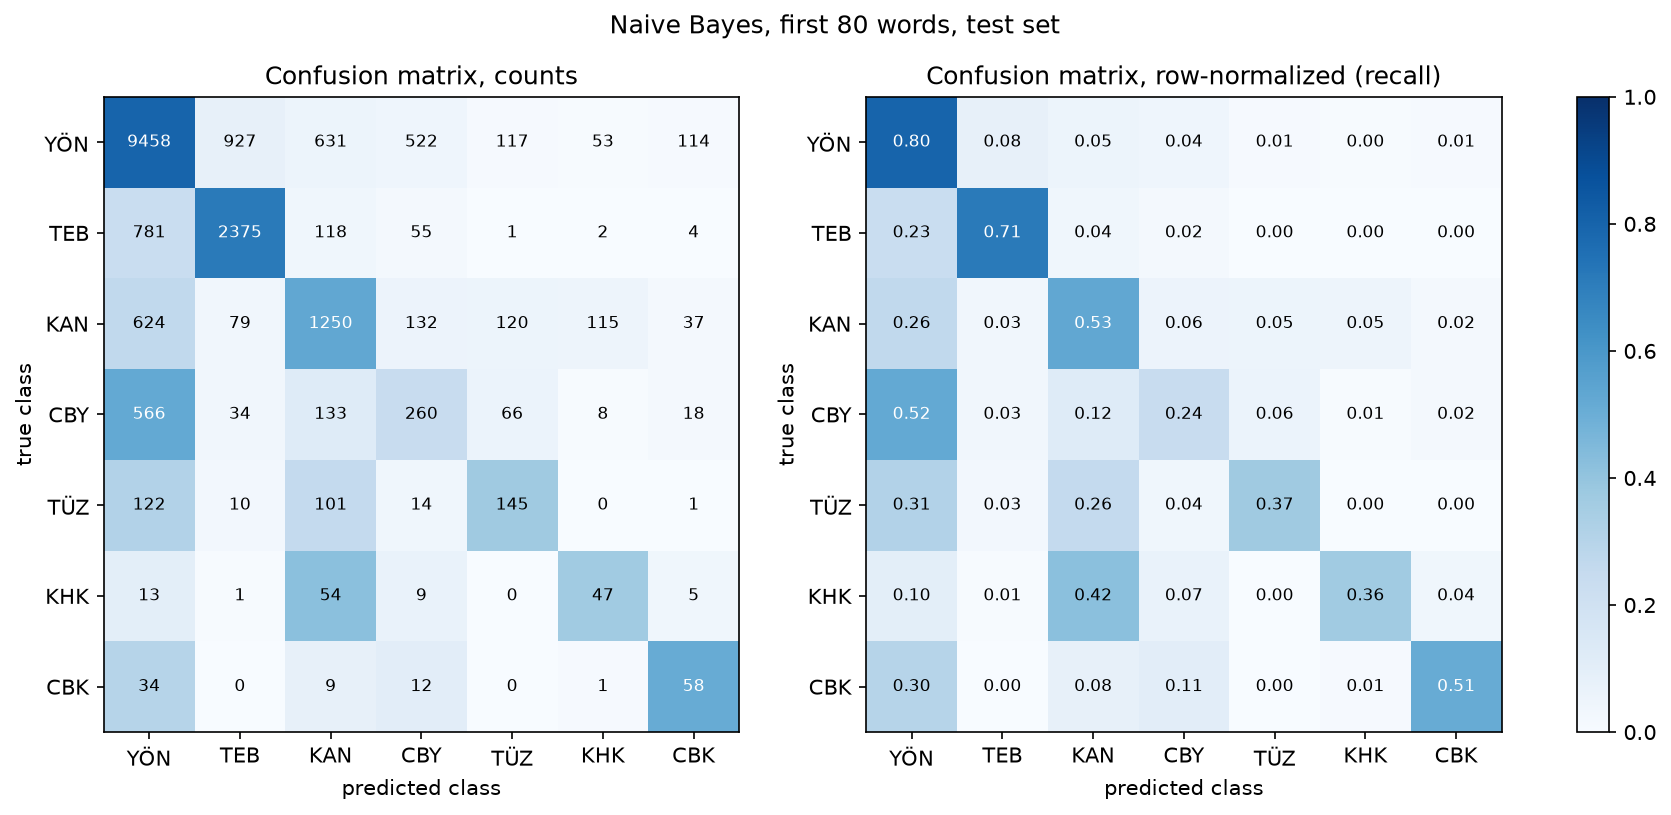 Naive Bayes, first 80 words, test set
Confusion matrix, counts
YÖN 9458 927 631 522 117 53 114
TEB 781 2375 118 55 1 2 4
KAN 624 79 1250 132 120 115 37
CBY 566 34 133 260 66 8 18
TÜZ 122 10 101 14 145 0 1
KHK 13 1 54 9 0 47 5
CBK 34 0 9 12 0 1 58
YÖN TEB KAN CBY TÜZ KHK CBK
predicted class
true class
Confusion matrix, row-normalized (recall)
YÖN 0.80 0.08 0.05 0.04 0.01 0.00 0.01
TEB 0.23 0.71 0.04 0.02 0.00 0.00 0.00
KAN 0.26 0.03 0.53 0.06 0.05 0.05 0.02
CBY 0.52 0.03 0.12 0.24 0.06 0.01 0.02
TÜZ 0.31 0.03 0.26 0.04 0.37 0.00 0.00
KHK 0.10 0.01 0.42 0.07 0.00 0.36 0.04
CBK 0.30 0.00 0.08 0.11 0.00 0.01 0.51
YÖN TEB KAN CBY TÜZ KHK CBK
predicted class
true class
1.0
0.8
0.6
0.4
0.2
0.0